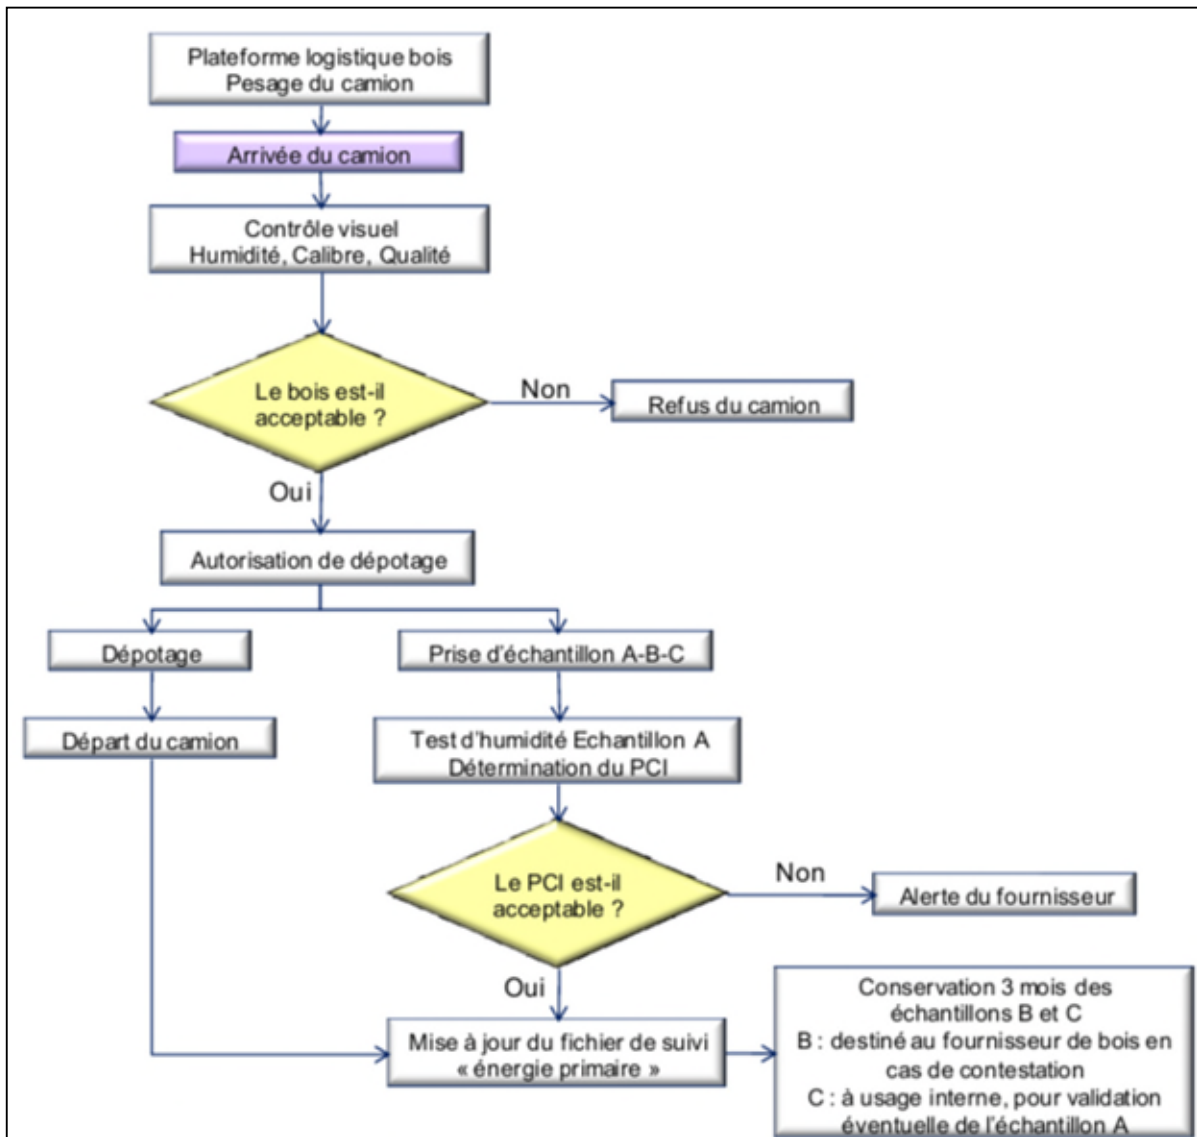 Plateforme logistique bois
Pesage du camion
Arrivée du camion
Contrôle visuel
Humidité, Calibre, Qualité
Le bois est-il
acceptable ?
Non
Refus du camion
Oui
Autorisation de dépotage
Dépotage
Prise d'échantillon A-B-C
Départ du camion
Test d'humidité Echantillon A
Détermination du PCI
Le PCI est-il
acceptable ?
Non
Alerte du fournisseur
Oui
Mise à jour du fichier de suivi
« énergie primaire »
Conservation 3 mois des
échantillons B et C
B : destiné au fournisseur de bois en
cas de contestation
C : à usage interne, pour validation
éventuelle de l'échantillon A